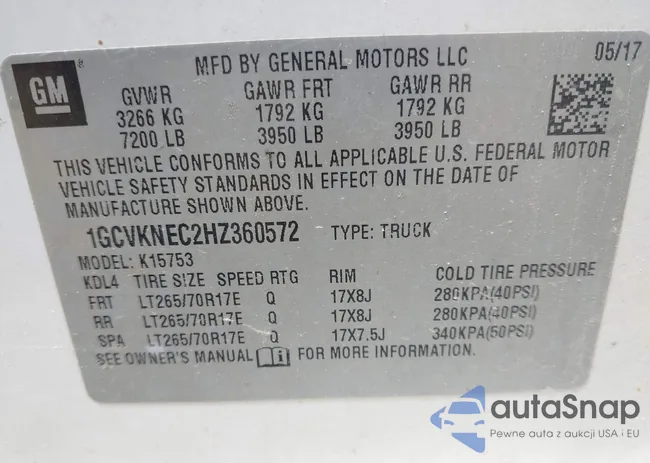 GM
MFD BY GENERAL MOTORS LLC 05/17
GVWR GAWR FRT GAWR RR
3266 KG 1792 KG 1792 KG
7200 LB 3950 LB 3950 LB
THIS VEHICLE CONFORMS TO ALL APPLICABLE U.S. FEDERAL MOTOR
VEHICLE SAFETY STANDARDS IN EFFECT ON THE DATE OF
MANUFACTURE SHOWN ABOVE.
1GCVKNEC2HZ360572 TYPE: TRUCK
MODEL: K15753
KDL4 TIRE SIZE SPEED RTG RIM COLD TIRE PRESSURE
FRT LT265/70R17E Q 17X8J 280KPA(40PSI)
RR LT265/70R17E Q 17X8J 280KPA(40PSI)
SPA LT265/70R17E Q 17X7.5J 340KPA(50PSI)
SEE OWNER'S MANUAL FOR MORE INFORMATION.
autaSnap
Pewne auta z aukcji USA i EU